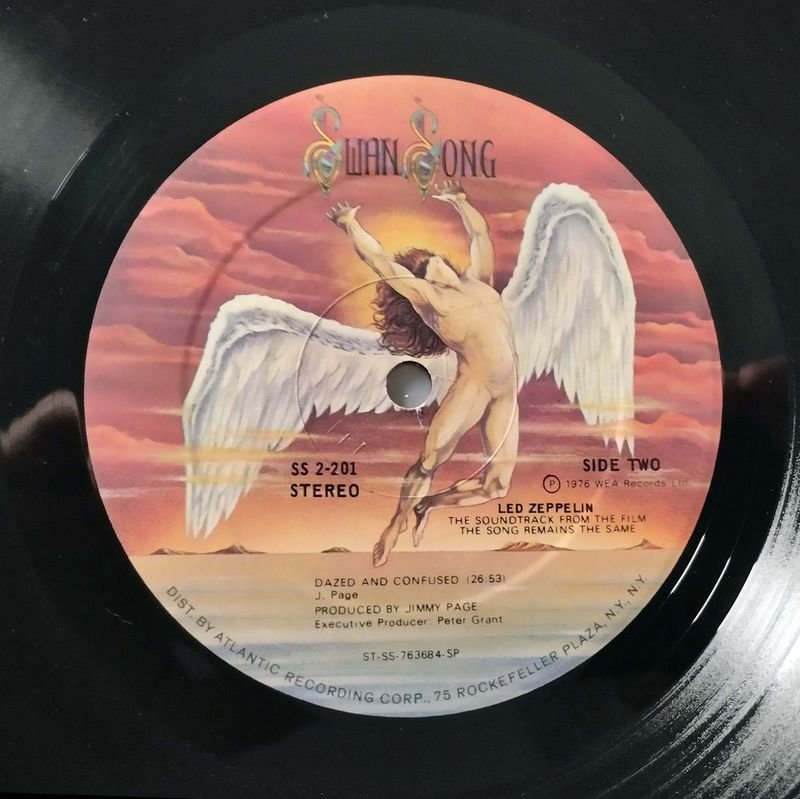 SWAN SONG
SS 2-201
STEREO
SIDE TWO
Ⓟ 1976 WEA Records Ltd.
LED ZEPPELIN
THE SOUNDTRACK FROM THE FILM
THE SONG REMAINS THE SAME
DAZED AND CONFUSED (26:53)
J. Page
PRODUCED BY JIMMY PAGE
Executive Producer: Peter Grant
ST-SS-763684-SP
DIST. BY ATLANTIC RECORDING CORP., 75 ROCKEFELLER PLAZA, N.Y., N.Y.